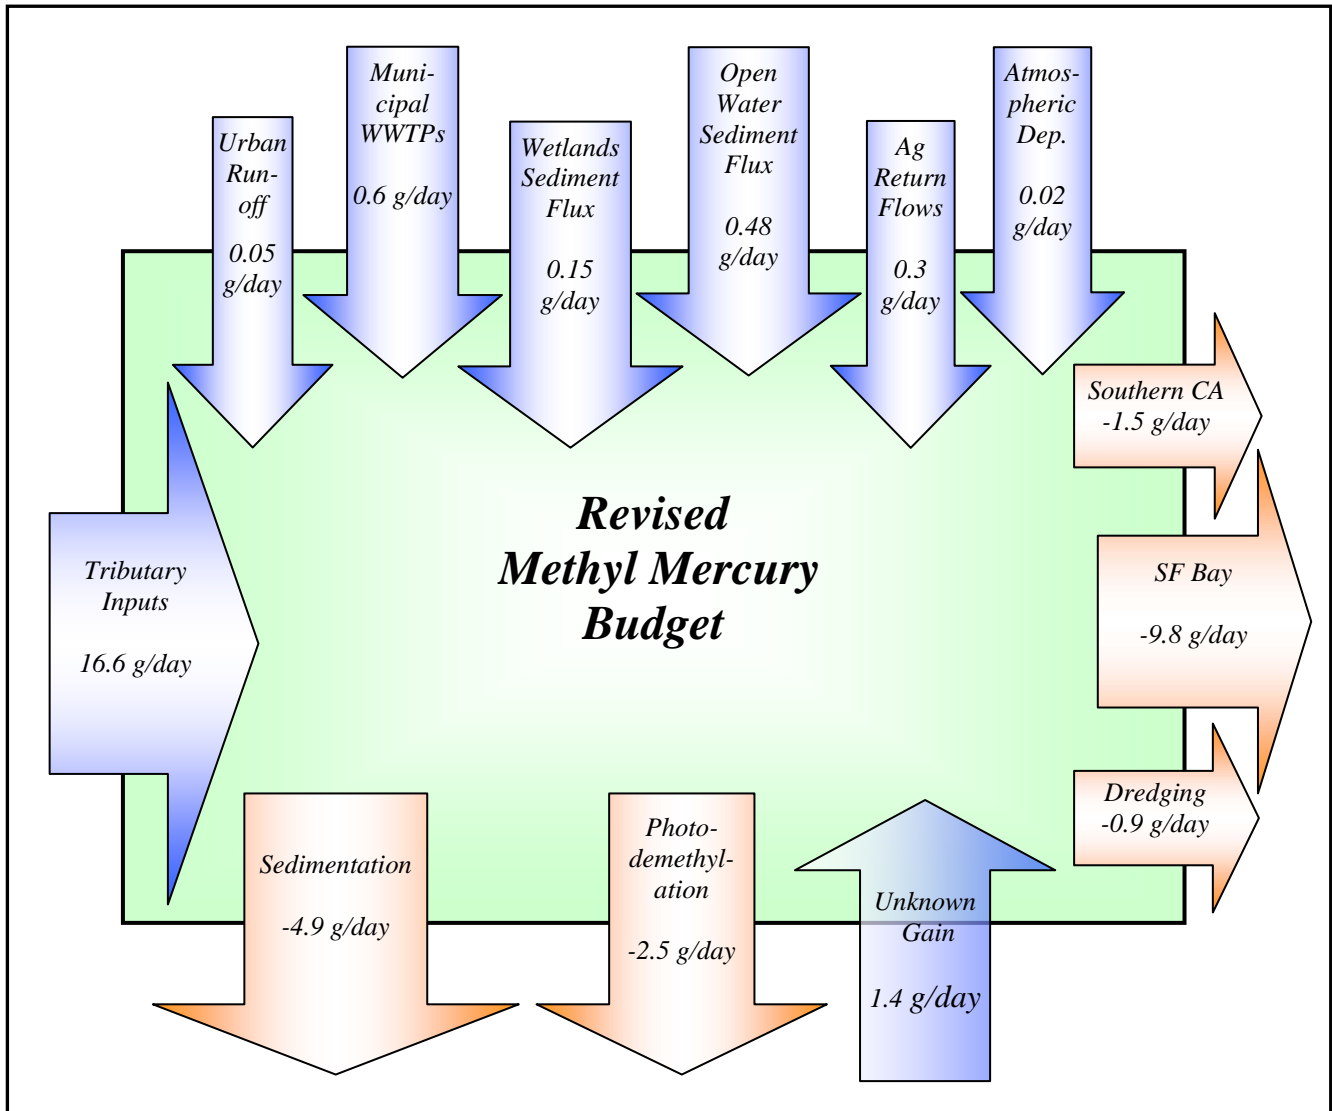 Urban
Run-
off
0.05
g/day
Muni-
cipal
WWTPs
0.6 g/day
Wetlands
Sediment
Flux
0.15
g/day
Open
Water
Sediment
Flux
0.48
g/day
Ag
Return
Flows
0.3
g/day
Atmos-
pheric
Dep.
0.02
g/day
Southern CA
-1.5 g/day
Tributary
Inputs
16.6 g/day
Revised
Methyl Mercury
Budget
SF Bay
-9.8 g/day
Dredging
-0.9 g/day
Sedimentation
-4.9 g/day
Photo-
demethyl-
ation
-2.5 g/day
Unknown
Gain
1.4 g/day